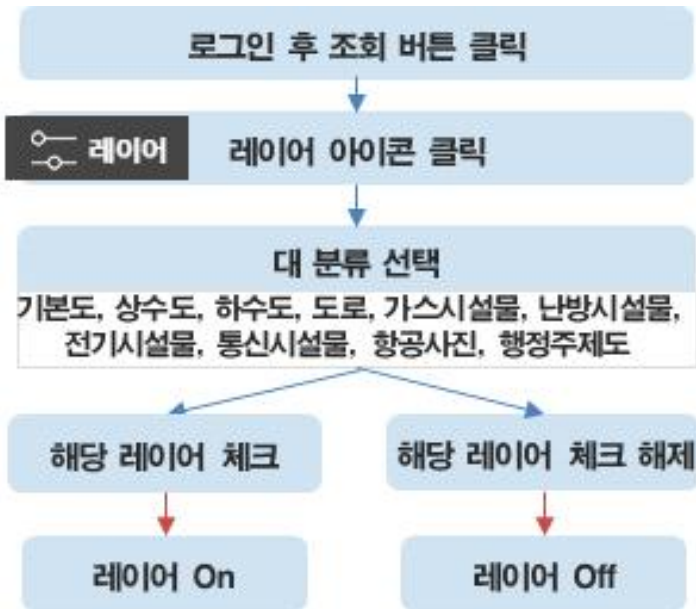 로그인 후 조회 버튼 클릭
레이어 레이어 아이콘 클릭
대 분류 선택
기본도, 상수도, 하수도, 도로, 가스시설물, 난방시설물,
전기시설물, 통신시설물, 항공사진, 행정주제도
해당 레이어 체크 해당 레이어 체크 해제
레이어 On 레이어 Off